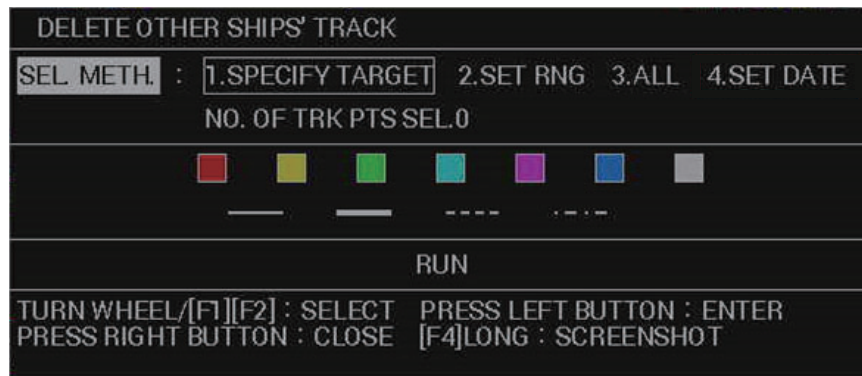 DELETE OTHER SHIPS' TRACK
SEL. METH. : 1.SPECIFY TARGET 2.SET RNG 3.ALL 4.SET DATE
NO. OF TRK PTS SEL.0
RUN
TURN WHEEL/[F1][F2] : SELECT PRESS LEFT BUTTON : ENTER
PRESS RIGHT BUTTON : CLOSE [F4]LONG : SCREENSHOT